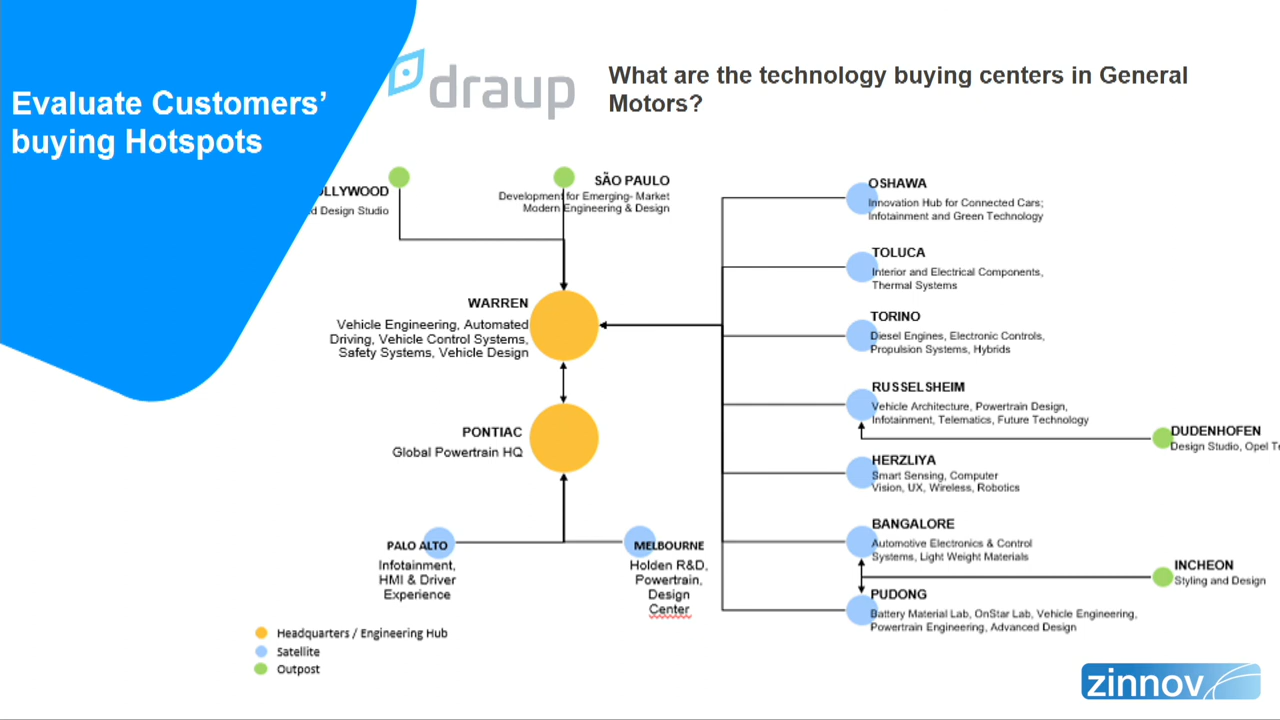 Evaluate Customers'
buying Hotspots
draup
What are the technology buying centers in General
Motors?
OLLYWOOD
d Design Studio
SÃO PAULO
Development for Emerging- Market
Modern Engineering & Design
WARREN
Vehicle Engineering, Automated
Driving, Vehicle Control Systems,
Safety Systems, Vehicle Design
PONTIAC
Global Powertrain HQ
PALO ALTO
Infotainment,
HMI & Driver
Experience
MELBOURNE
Holden R&D,
Powertrain,
Design
Center
OSHAWA
Innovation Hub for Connected Cars;
Infotainment and Green Technology
TOLUCA
Interior and Electrical Components,
Thermal Systems
TORINO
Diesel Engines, Electronic Controls,
Propulsion Systems, Hybrids
RUSSELSHEIM
Vehicle Architecture, Powertrain Design,
Infotainment, Telematics, Future Technology
DUDENHOFEN
Design Studio, Opel Te
HERZLIYA
Smart Sensing, Computer
Vision, UX, Wireless, Robotics
BANGALORE
Automotive Electronics & Control
Systems, Light Weight Materials
INCHEON
Styling and Design
PUDONG
Battery Material Lab, OnStar Lab, Vehicle Engineering,
Powertrain Engineering, Advanced Design
Headquarters / Engineering Hub
Satellite
Outpost
zinnov